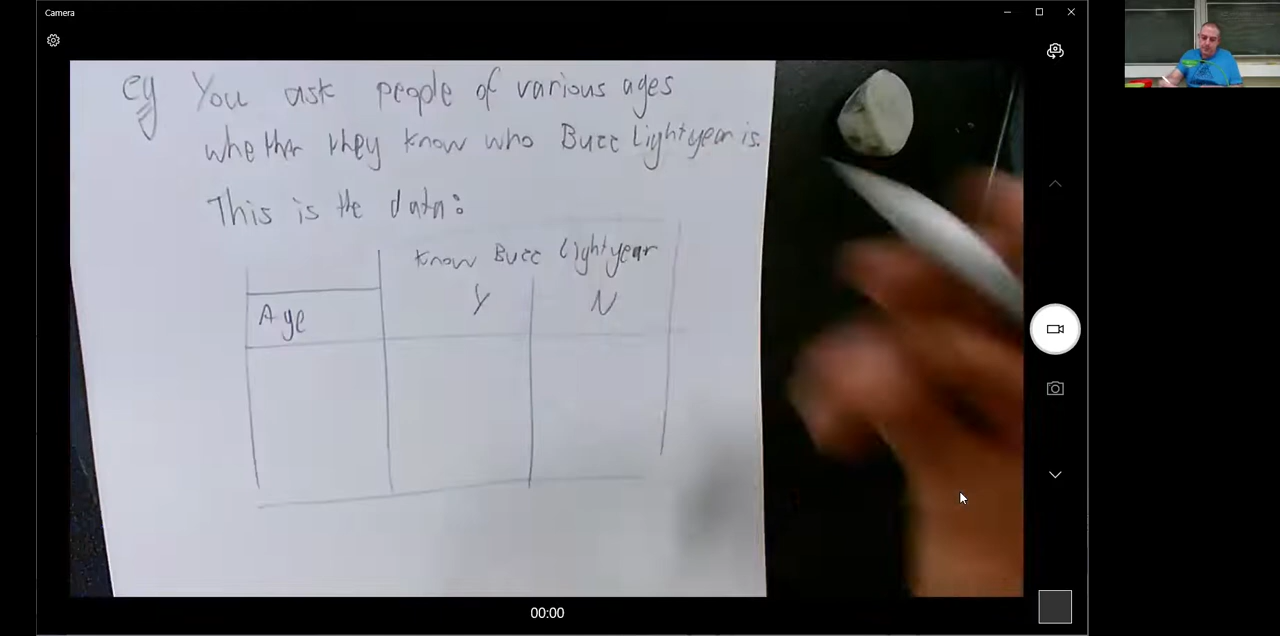 Camera
eg You ask people of various ages
whether they know who Buzz Lightyear is.
This is the data:
Know Buzz Lightyear
Age Y N
00:00